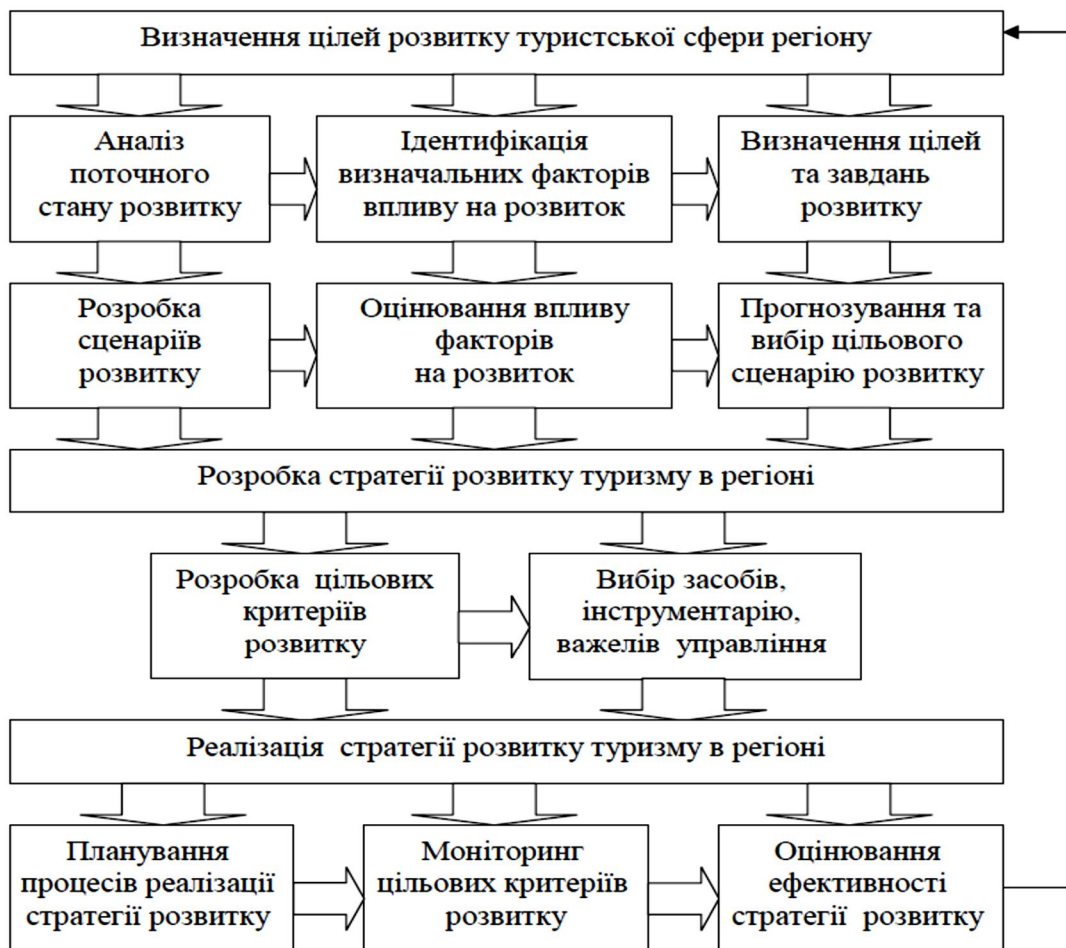 Визначення цілей розвитку туристської сфери регіону
Аналіз
поточного
стану розвитку
Ідентифікація
визначальних факторів
впливу на розвиток
Визначення цілей
та завдань
розвитку
Розробка
сценаріїв
розвитку
Оцінювання впливу
факторів
на розвиток
Прогнозування та
вибір цільового
сценарію розвитку
Розробка стратегії розвитку туризму в регіоні
Розробка цільових
критеріїв
розвитку
Вибір засобів,
інструментарію,
важелів управління
Реалізація стратегії розвитку туризму в регіоні
Планування
процесів реалізації
стратегії розвитку
Моніторинг
цільових критеріїв
розвитку
Оцінювання
ефективності
стратегії розвитку